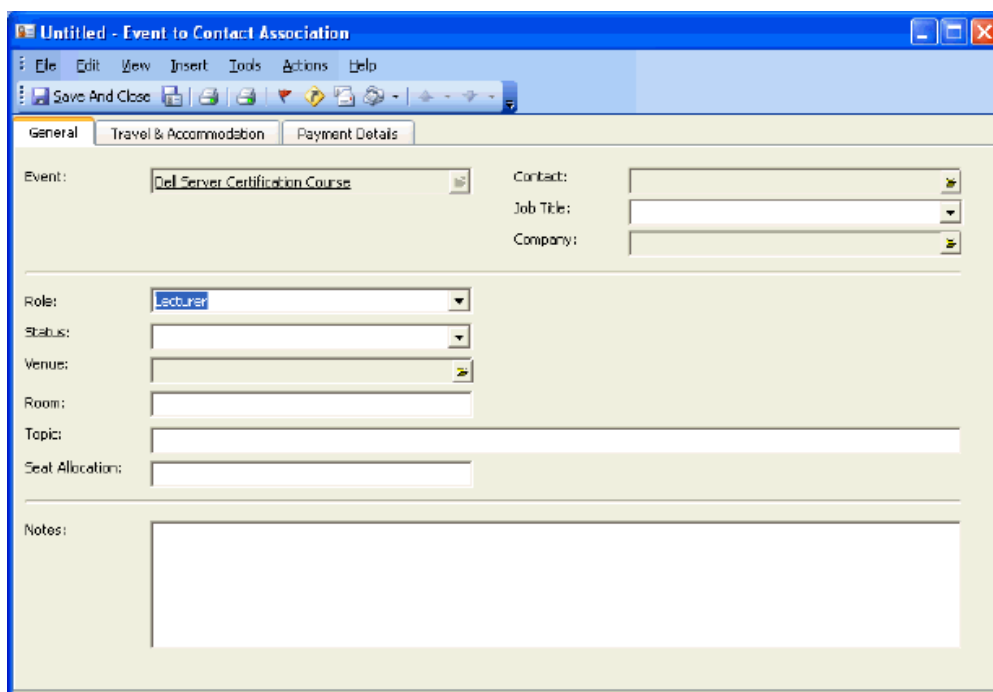 Untitled - Event to Contact Association
File Edit View Insert Tools Actions Help
Save And Close
General Travel & Accommodation Payment Details
Event: Dell Server Certification Course Contact:
Job Title:
Company:
Role: Lecturer
Status:
Venue:
Room:
Topic:
Seat Allocation:
Notes: